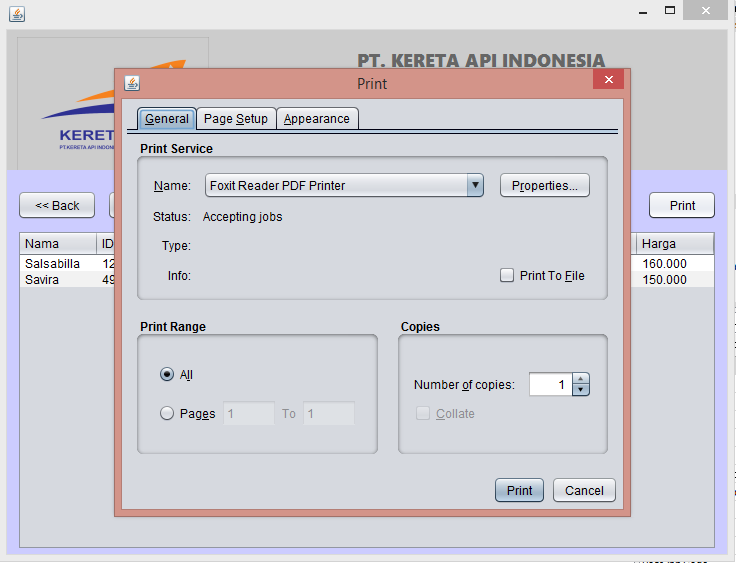 PT. KERETA API INDONESIA
KERET
PT.KERETA API INDON
Print
General Page Setup Appearance
Print Service
Name: Foxit Reader PDF Printer Properties...
Status: Accepting jobs
Type:
Info: Print To File
Print Range
All
Pages 1 To 1
Copies
Number of copies: 1
Collate
Print Cancel
<< Back Print
Nama ID Harga
Salsabilla 12 160.000
Savira 49 150.000